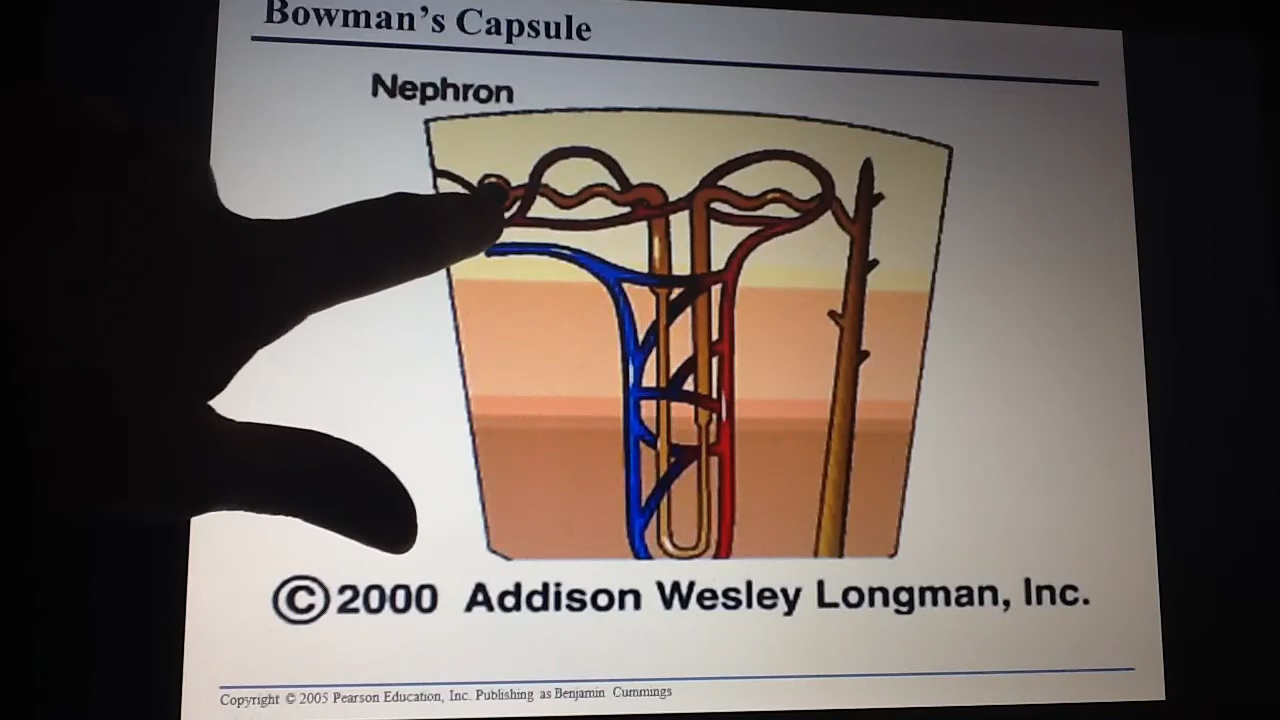 Bowman's Capsule
Nephron
©2000 Addison Wesley Longman, Inc.
Copyright © 2005 Pearson Education, Inc. Publishing as Benjamin Cummings